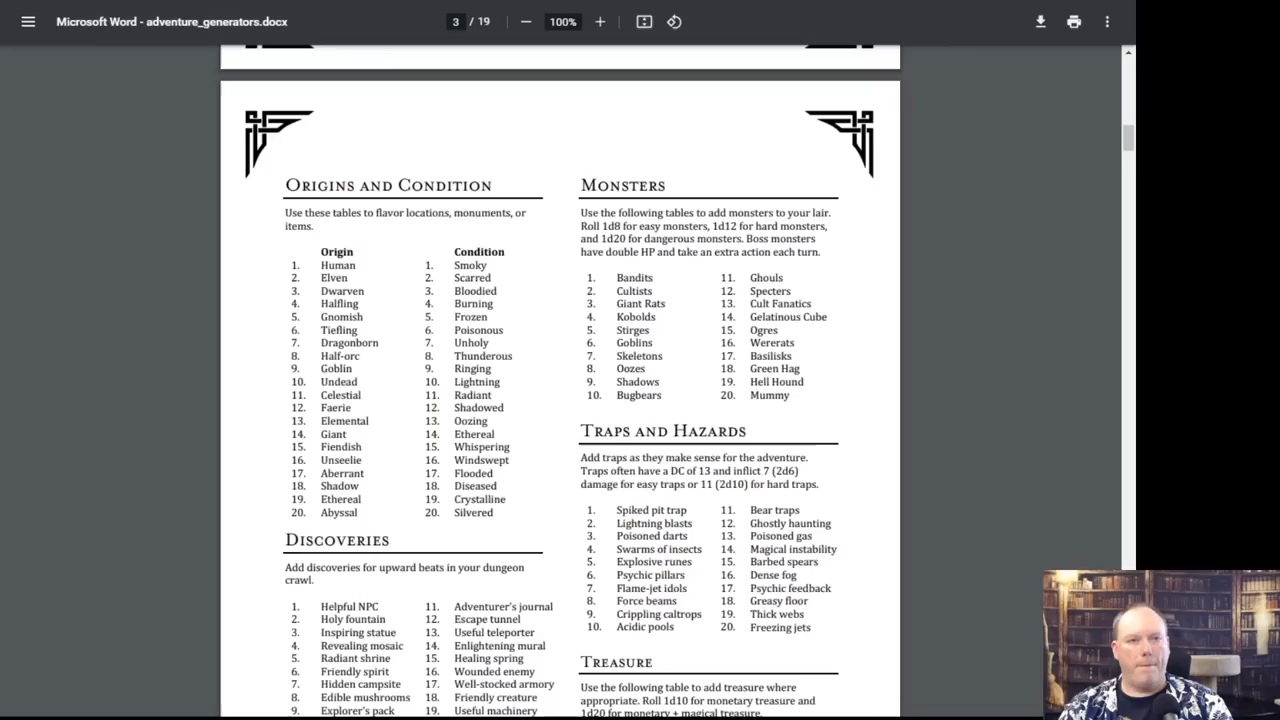 Microsoft Word - adventure_generators.docx
3 / 19
100%
Origins and Condition
Use these tables to flavor locations, monuments, or
items.
Origin Condition
1. Human 1. Smoky
2. Elven 2. Scarred
3. Dwarven 3. Bloodied
4. Halfling 4. Burning
5. Gnomish 5. Frozen
6. Tiefling 6. Poisonous
7. Dragonborn 7. Unholy
8. Half-orc 8. Thunderous
9. Goblin 9. Ringing
10. Undead 10. Lightning
11. Celestial 11. Radiant
12. Faerie 12. Shadowed
13. Elemental 13. Oozing
14. Giant 14. Ethereal
15. Fiendish 15. Whispering
16. Unseelie 16. Windswept
17. Aberrant 17. Flooded
18. Shadow 18. Diseased
19. Ethereal 19. Crystalline
20. Abyssal 20. Silvered
Discoveries
Add discoveries for upward beats in your dungeon
crawl.
1. Helpful NPC 11. Adventurer's journal
2. Holy fountain 12. Escape tunnel
3. Inspiring statue 13. Useful teleporter
4. Revealing mosaic 14. Enlightening mural
5. Radiant shrine 15. Healing spring
6. Friendly spirit 16. Wounded enemy
7. Hidden campsite 17. Well-stocked armory
8. Edible mushrooms 18. Friendly creature
9. Explorer's pack 19. Useful machinery
Monsters
Use the following tables to add monsters to your lair.
Roll 1d8 for easy monsters, 1d12 for hard monsters,
and 1d20 for dangerous monsters. Boss monsters
have double HP and take an extra action each turn.
1. Bandits 11. Ghouls
2. Cultists 12. Specters
3. Giant Rats 13. Cult Fanatics
4. Kobolds 14. Gelatinous Cube
5. Stirges 15. Ogres
6. Goblins 16. Wererats
7. Skeletons 17. Basilisks
8. Oozes 18. Green Hag
9. Shadows 19. Hell Hound
10. Bugbears 20. Mummy
Traps and Hazards
Add traps as they make sense for the adventure.
Traps often have a DC of 13 and inflict 7 (2d6)
damage for easy traps or 11 (2d10) for hard traps.
1. Spiked pit trap 11. Bear traps
2. Lightning blasts 12. Ghostly haunting
3. Poisoned darts 13. Poisoned gas
4. Swarms of insects 14. Magical instability
5. Explosive runes 15. Barbed spears
6. Psychic pillars 16. Dense fog
7. Flame-jet idols 17. Psychic feedback
8. Force beams 18. Greasy floor
9. Crippling caltrops 19. Thick webs
10. Acidic pools 20. Freezing jets
Treasure
Use the following table to add treasure where
appropriate. Roll 1d10 for monetary treasure and
1d20 for monetary + magical treasure.